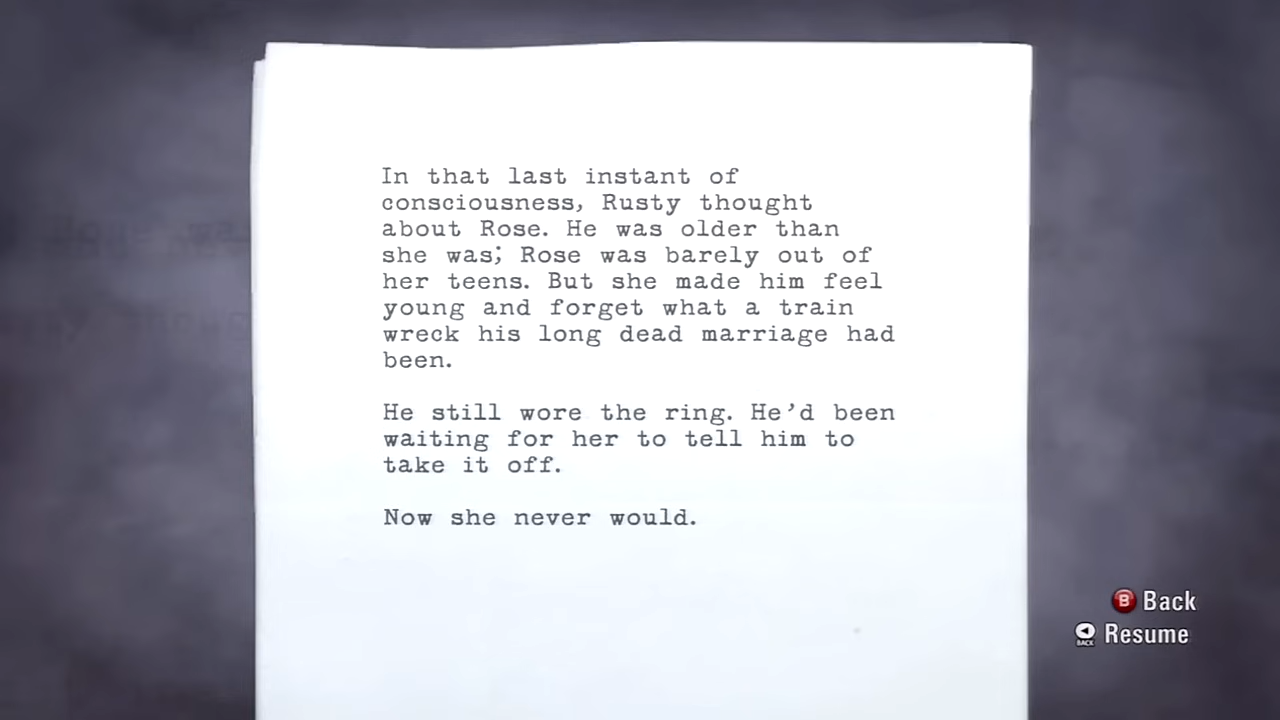 In that last instant of
consciousness, Rusty thought
about Rose. He was older than
she was; Rose was barely out of
her teens. But she made him feel
young and forget what a train
wreck his long dead marriage had
been.
He still wore the ring. He'd been
waiting for her to tell him to
take it off.
Now she never would.
B Back
BACK Resume